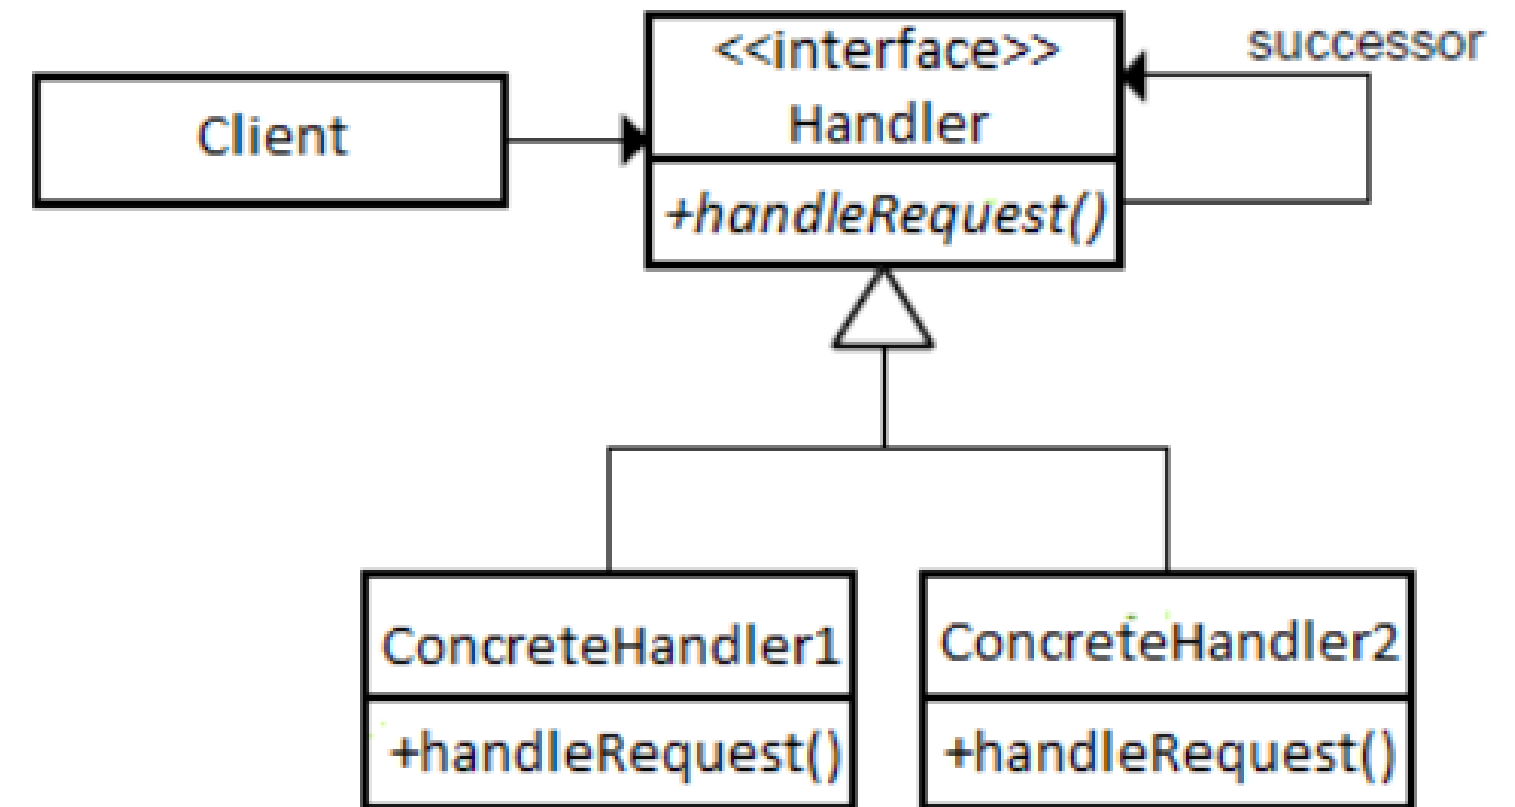 successor
<<interface>>
Handler
Client
+handleRequest()
ConcreteHandler1
ConcreteHandler2
+handleRequest()
+handleRequest()